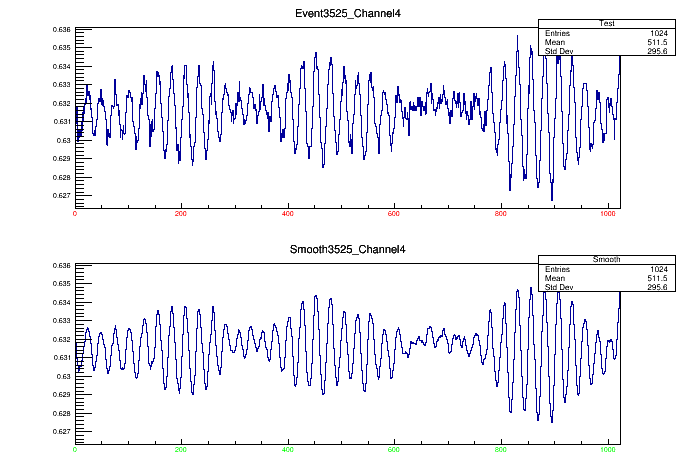 Event3525_Channel4
Test
Entries 1024
Mean 511.5
Std Dev 295.6
0.636
0.635
0.634
0.633
0.632
0.631
0.63
0.629
0.628
0.627
0 200 400 600 800 1000
Smooth3525_Channel4
Smooth
Entries 1024
Mean 511.5
Std Dev 295.6
0.636
0.635
0.634
0.633
0.632
0.631
0.63
0.629
0.628
0.627
0 200 400 600 800 1000